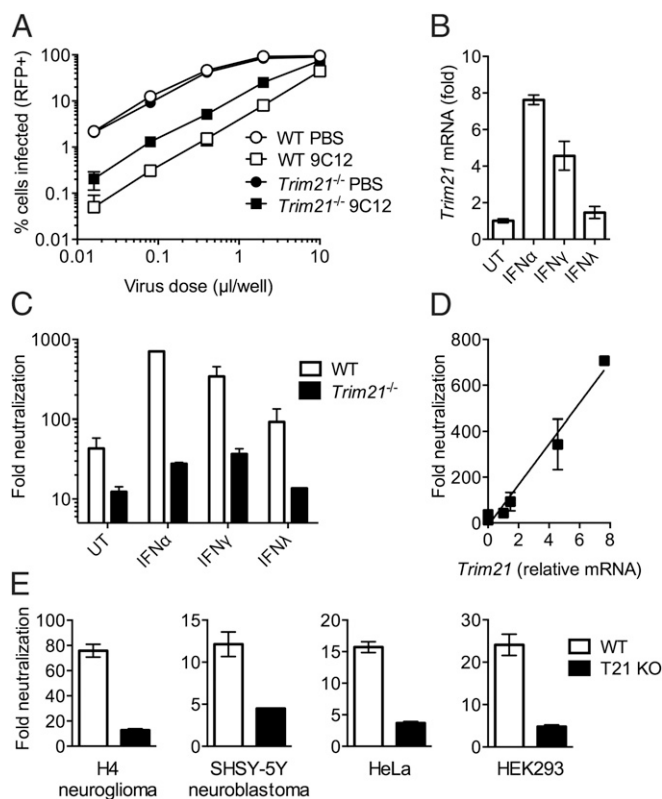 A
% cells infected (RFP+)
100
10
1
0.1
0.01
0.01
0.1
1
10
Virus dose (µl/well)
WT PBS
WT 9C12
Trim21-/- PBS
Trim21-/- 9C12
B
Trim21 mRNA (fold)
10
8
6
4
2
0
UT
IFNα
IFNγ
IFNλ
C
Fold neutralization
1000
100
10
UT
IFNα
IFNγ
IFNλ
WT
Trim21-/-
D
Fold neutralization
800
600
400
200
0
0
2
4
6
8
Trim21 (relative mRNA)
E
Fold neutralization
100
80
60
40
20
0
H4
neuroglioma
15
10
5
0
SHSY-5Y
neuroblastoma
20
15
10
5
0
HeLa
40
30
20
10
0
HEK293
WT
T21 KO